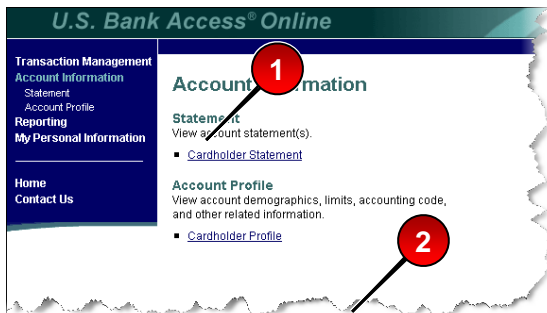 U.S. Bank Access® Online
Transaction Management
Account Information
Statement
Account Profile
Reporting
My Personal Information
Home
Contact Us
1
Account mation
Statement
View account statement(s).
Cardholder Statement
Account Profile
View account demographics, limits, accounting code,
and other related information.
Cardholder Profile
2